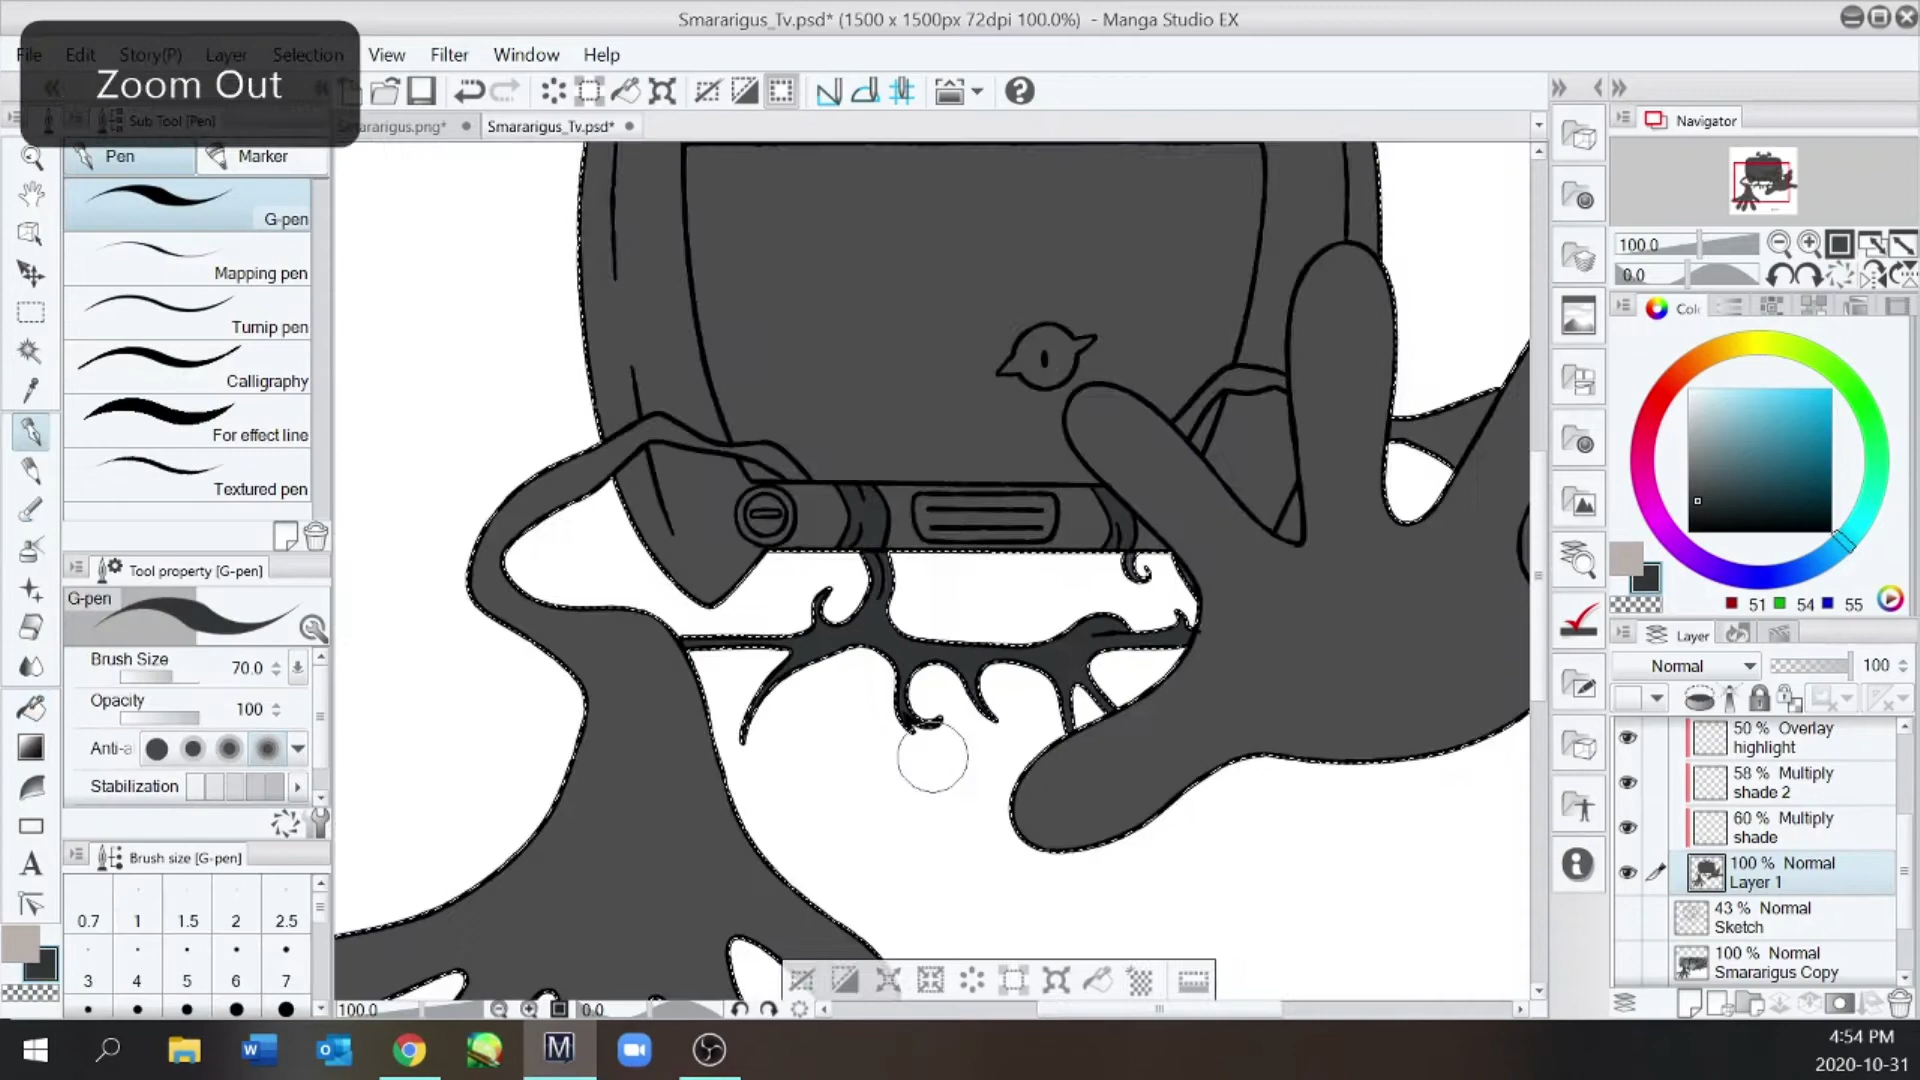 Smararigus_Tv.psd* (1500 x 1500px 72dpi 100.0%) - Manga Studio EX
File Edit Story(P) Layer Selection View Filter Window Help
Zoom Out
Sub Tool [Pen]
Smararigus_Tv.psd*
Navigator
Pen
Marker
G-pen
Mapping pen
Turnip pen
Calligraphy
For effect line
Textured pen
100.0
0.0
51 54 55
Tool property [G-pen]
G-pen
Brush Size 70.0
Opacity 100
Anti-a
Stabilization
Brush size [G-pen]
0.7 1 1.5 2 2.5
3 4 5 6 7
Layer
Normal 100
50 % Overlay
highlight
58 % Multiply
shade 2
60 % Multiply
shade
100 % Normal
Layer 1
43 % Normal
Sketch
100 % Normal
Smararigus Copy
100.0 0.0
4:54 PM
2020-10-31